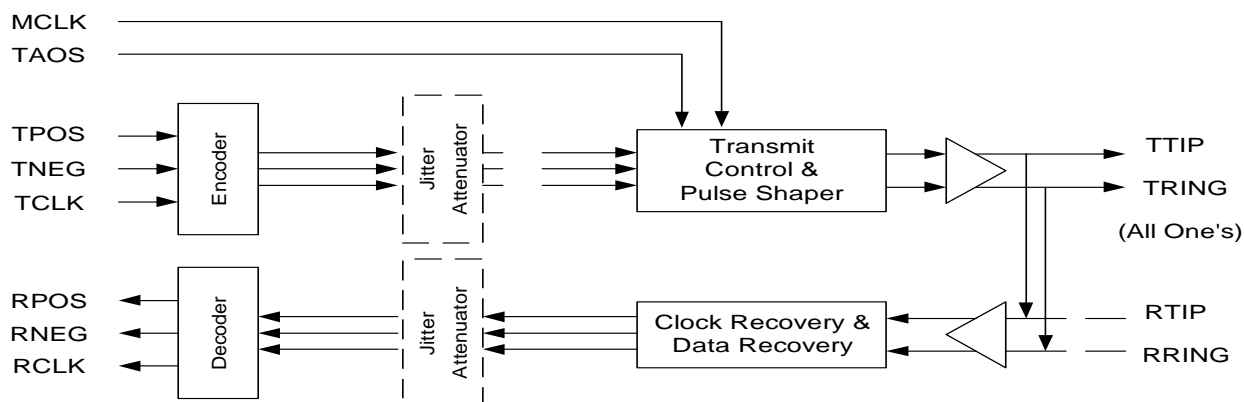 MCLK
TAOS
TPOS
TNEG
TCLK
Encoder
Jitter
Attenuator
Transmit
Control &
Pulse Shaper
TTIP
TRING
(All One's)
RPOS
RNEG
RCLK
Decoder
Jitter
Attenuator
Clock Recovery &
Data Recovery
RTIP
RRING